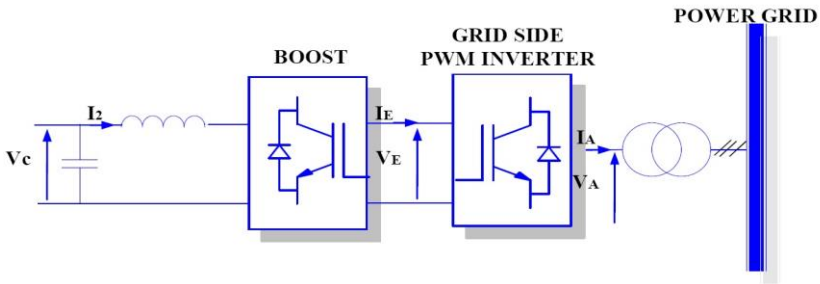 POWER GRID
GRID SIDE
PWM INVERTER
BOOST
I2
IE
IA
Vc
VE
VA